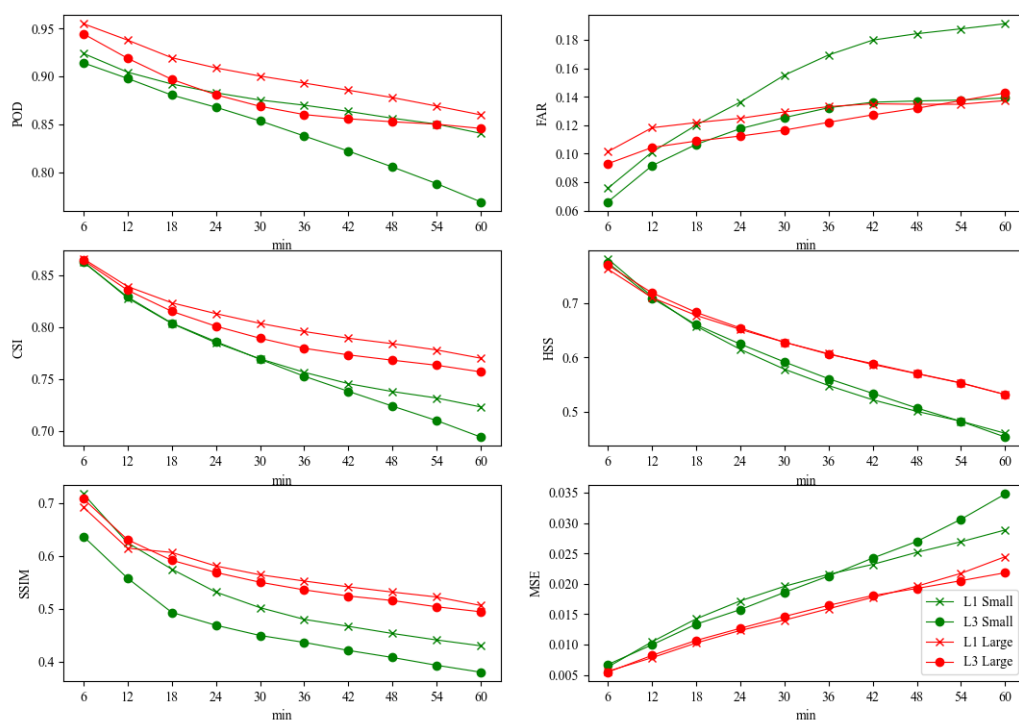 POD
0.95
0.90
0.85
0.80
6 12 18 24 30 36 42 48 54 60
min
FAR
0.18
0.16
0.14
0.12
0.10
0.08
0.06
6 12 18 24 30 36 42 48 54 60
min
CSI
0.85
0.80
0.75
0.70
6 12 18 24 30 36 42 48 54 60
min
HSS
0.7
0.6
0.5
6 12 18 24 30 36 42 48 54 60
min
SSIM
0.7
0.6
0.5
0.4
6 12 18 24 30 36 42 48 54 60
min
MSE
0.035
0.030
0.025
0.020
0.015
0.010
0.005
6 12 18 24 30 36 42 48 54 60
min
L1 Small
L3 Small
L1 Large
L3 Large